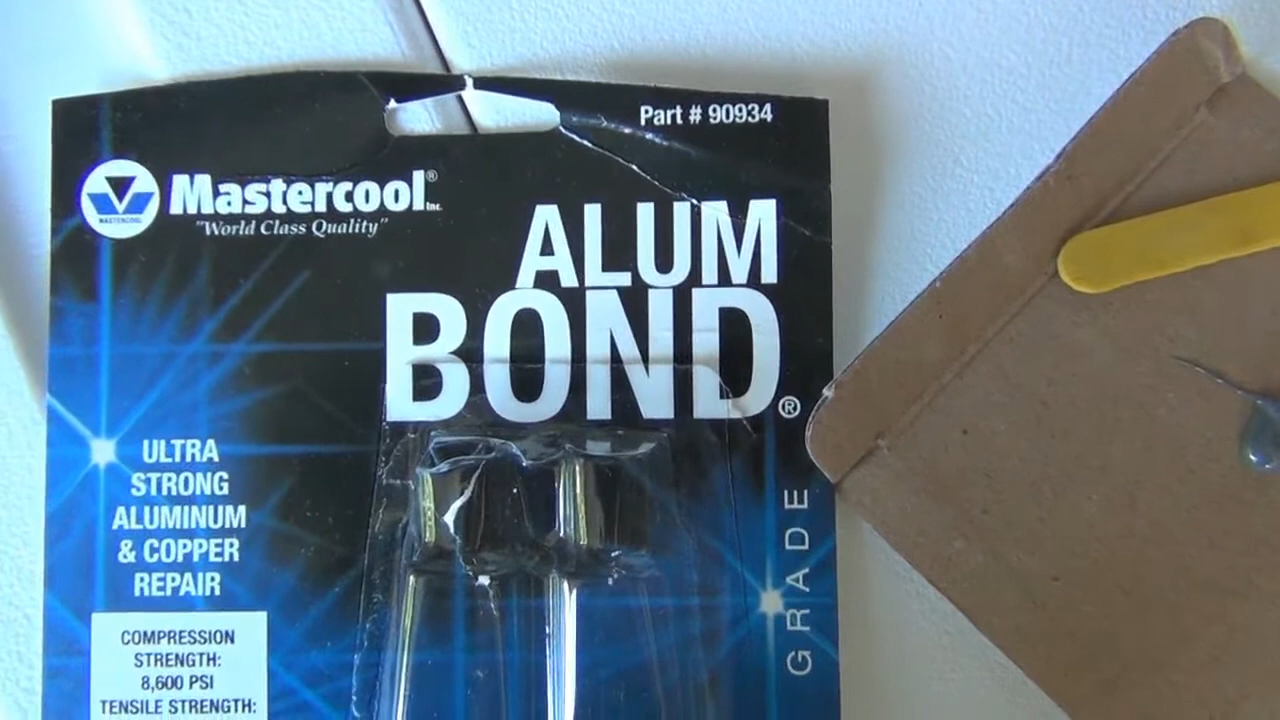 Part # 90934
Mastercool® Inc.
MASTERCOOL
"World Class Quality"
ALUM
BOND®
ULTRA
STRONG
ALUMINUM
& COPPER
REPAIR
GRADE
COMPRESSION
STRENGTH:
8,600 PSI
TENSILE STRENGTH: